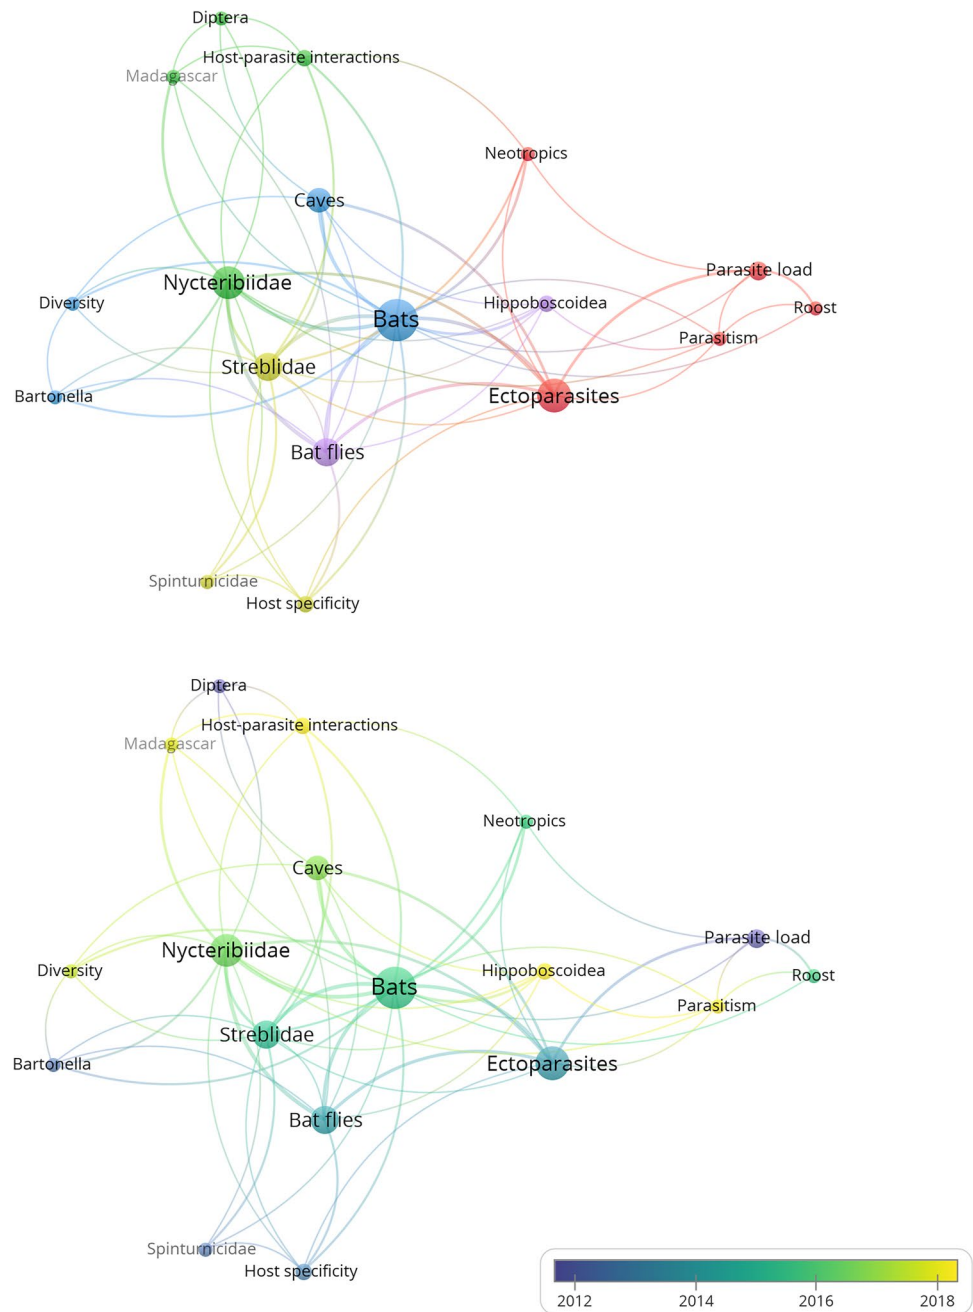 Diptera
Host-parasite interactions
Madagascar
Neotropics
Caves
Parasite load
Nycteribiidae
Diversity
Hippoboscoidea
Roost
Bats
Parasitism
Streblidae
Bartonella
Ectoparasites
Bat flies
Spinturnicidae
Host specificity
Diptera
Host-parasite interactions
Madagascar
Neotropics
Caves
Parasite load
Nycteribiidae
Diversity
Hippoboscoidea
Roost
Bats
Parasitism
Streblidae
Bartonella
Ectoparasites
Bat flies
Spinturnicidae
Host specificity
2012 2014 2016 2018